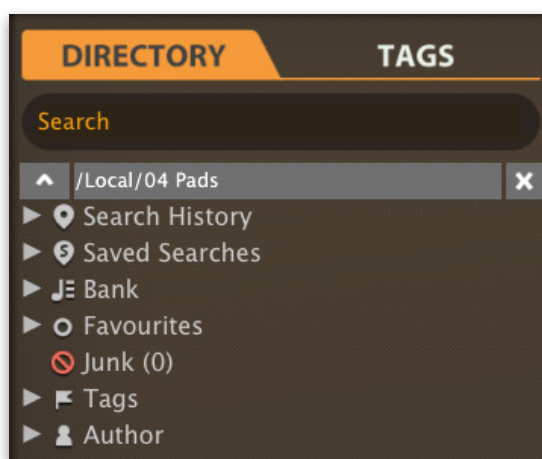 DIRECTORY TAGS
Search
/Local/04 Pads
Search History
Saved Searches
Bank
Favourites
Junk (0)
Tags
Author